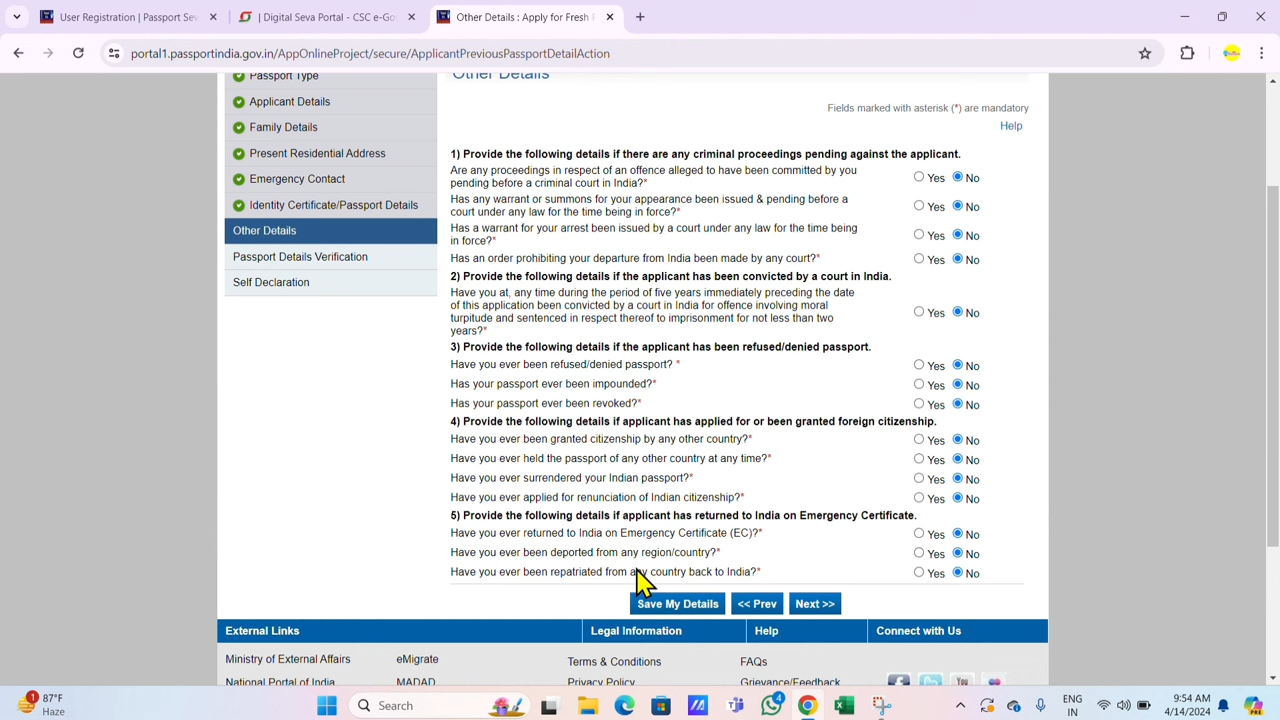 User Registration | Passport Sev
| Digital Seva Portal - CSC e-Gov
Other Details : Apply for Fresh P
portal1.passportindia.gov.in/AppOnlineProject/secure/ApplicantPreviousPassportDetailAction
Passport Type
Applicant Details
Family Details
Present Residential Address
Emergency Contact
Identity Certificate/Passport Details
Other Details
Passport Details Verification
Self Declaration
Other Details
Fields marked with asterisk (*) are mandatory
Help
1) Provide the following details if there are any criminal proceedings pending against the applicant.
Are any proceedings in respect of an offence alleged to have been committed by you
pending before a criminal court in India?* Yes No
Has any warrant or summons for your appearance been issued & pending before a
court under any law for the time being in force?* Yes No
Has a warrant for your arrest been issued by a court under any law for the time being
in force?* Yes No
Has an order prohibiting your departure from India been made by any court?* Yes No
2) Provide the following details if the applicant has been convicted by a court in India.
Have you at, any time during the period of five years immediately preceding the date
of this application been convicted by a court in India for offence involving moral
turpitude and sentenced in respect thereof to imprisonment for not less than two
years?* Yes No
3) Provide the following details if the applicant has been refused/denied passport.
Have you ever been refused/denied passport? * Yes No
Has your passport ever been impounded?* Yes No
Has your passport ever been revoked?* Yes No
4) Provide the following details if applicant has applied for or been granted foreign citizenship.
Have you ever been granted citizenship by any other country?* Yes No
Have you ever held the passport of any other country at any time?* Yes No
Have you ever surrendered your Indian passport?* Yes No
Have you ever applied for renunciation of Indian citizenship?* Yes No
5) Provide the following details if applicant has returned to India on Emergency Certificate.
Have you ever returned to India on Emergency Certificate (EC)?* Yes No
Have you ever been deported from any region/country?* Yes No
Have you ever been repatriated from any country back to India?* Yes No
Save My Details << Prev Next >>
External Links Legal Information Help Connect with Us
Ministry of External Affairs eMigrate Terms & Conditions FAQs
National Portal of India MADAD Privacy Policy Grievance/Feedback
1
87°F
Haze
Search
4
ENG
IN
9:54 AM
4/14/2024
PRE